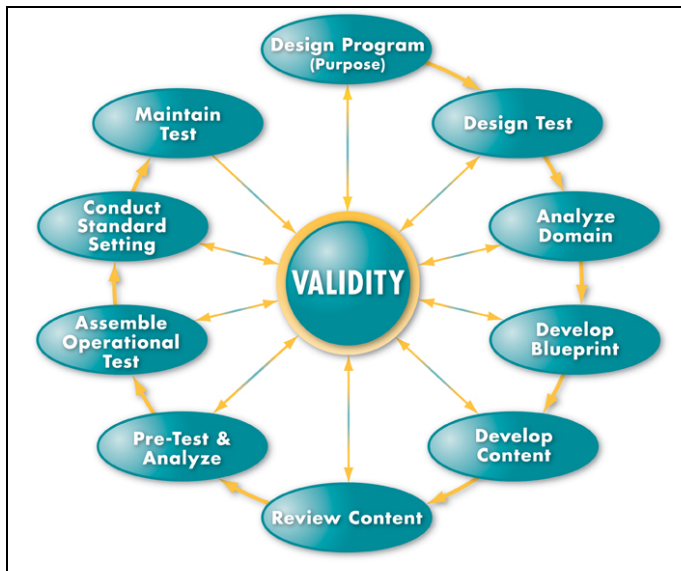 Design Program
(Purpose)
Design Test
Analyze
Domain
Develop
Blueprint
Develop
Content
Review Content
Pre-Test &
Analyze
Assemble
Operational
Test
Conduct
Standard
Setting
Maintain
Test
VALIDITY